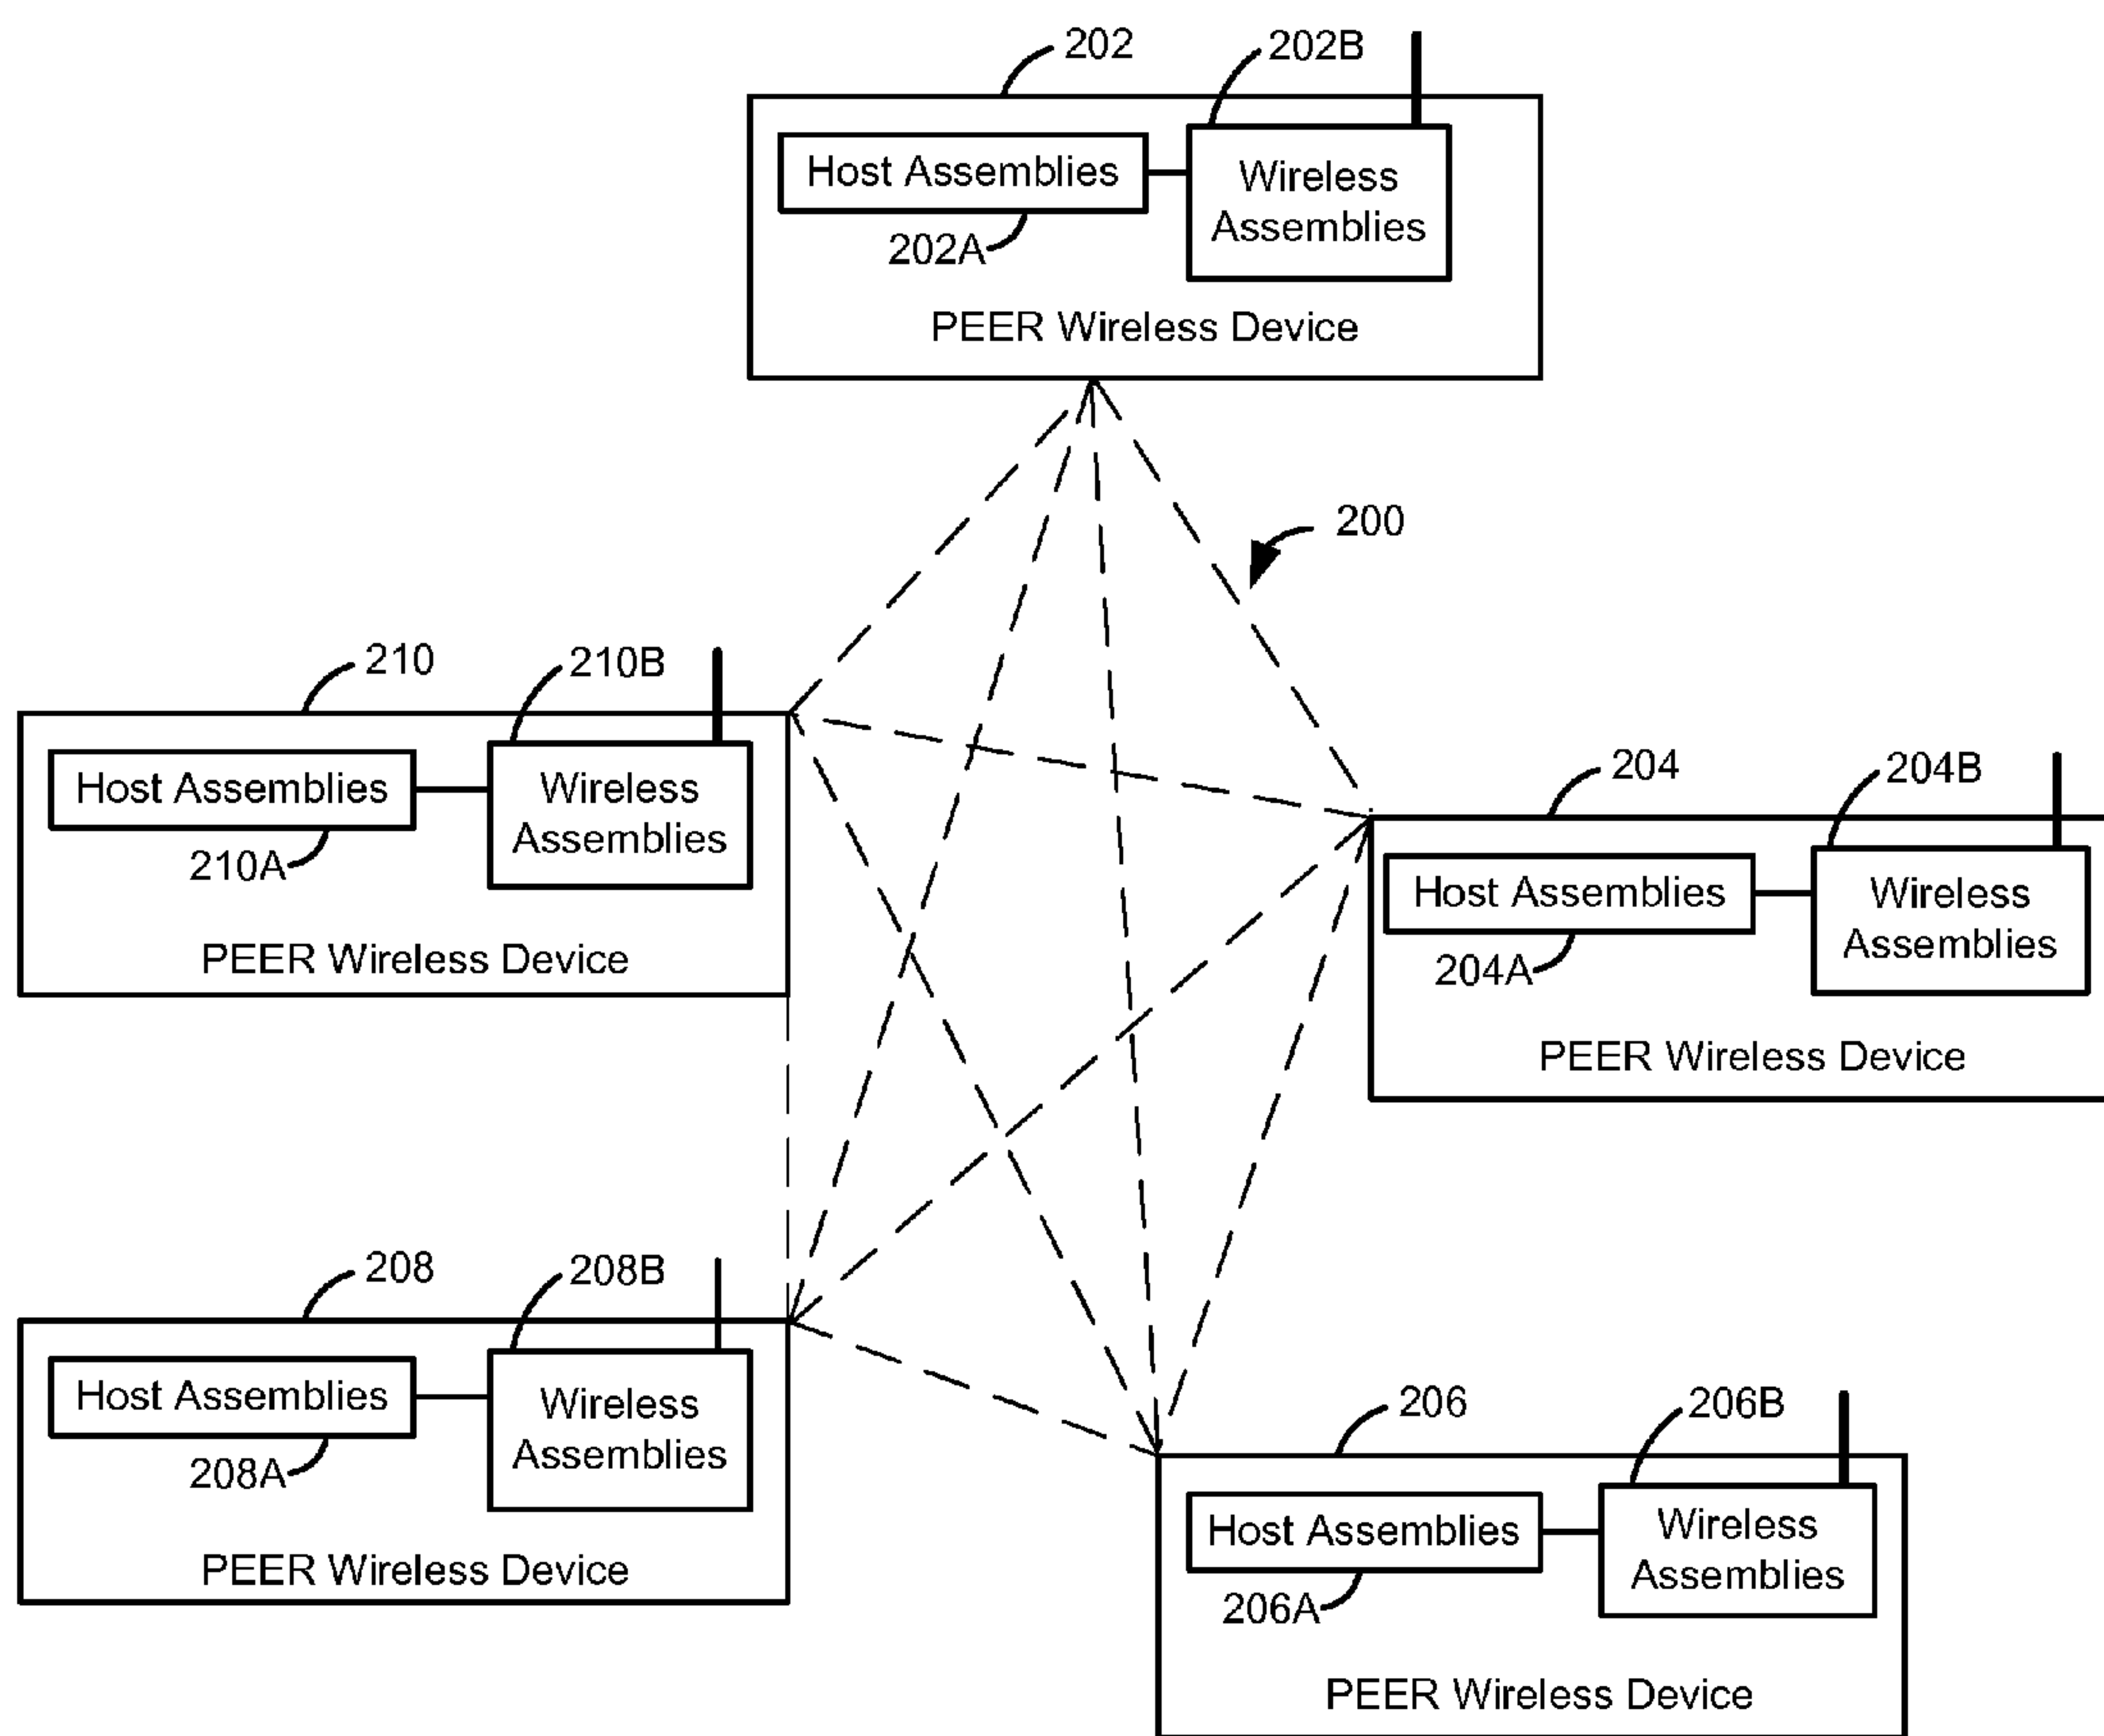 202
202B
Host Assemblies
Wireless
Assemblies
202A
PEER Wireless Device
200
210
210B
Host Assemblies
Wireless
Assemblies
210A
PEER Wireless Device
204
204B
Host Assemblies
Wireless
Assemblies
204A
PEER Wireless Device
208
208B
Host Assemblies
Wireless
Assemblies
208A
PEER Wireless Device
206
206B
Host Assemblies
Wireless
Assemblies
206A
PEER Wireless Device